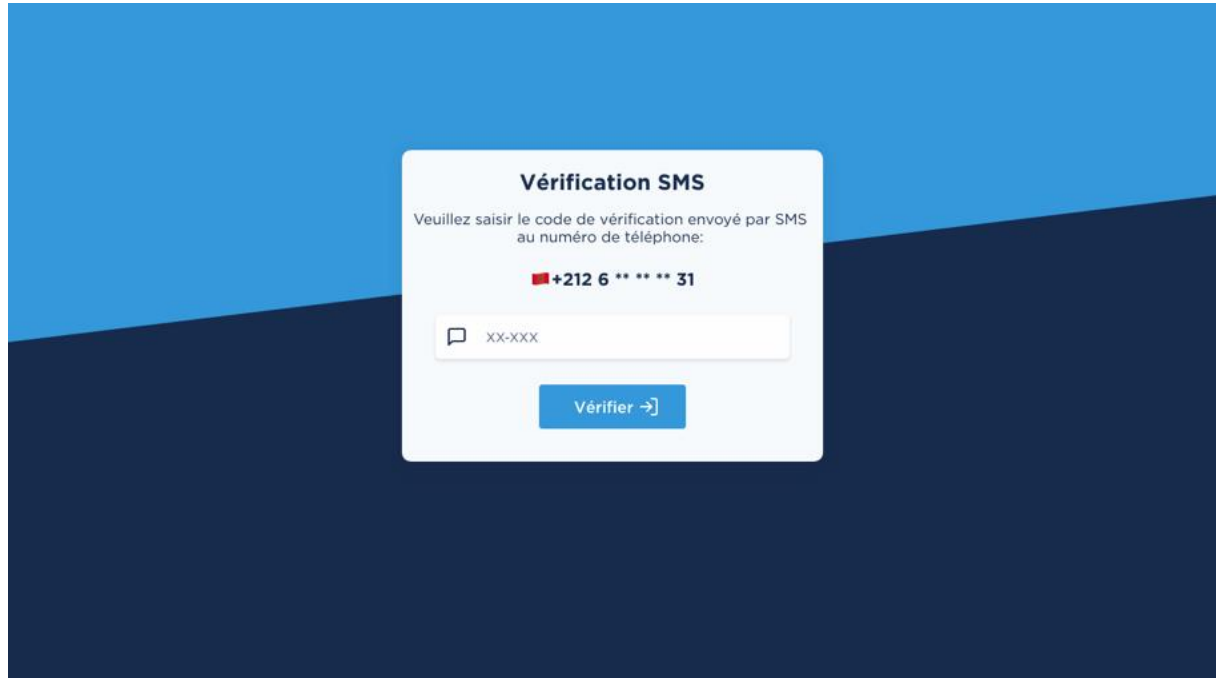 Vérification SMS
Veuillez saisir le code de vérification envoyé par SMS
au numéro de téléphone:
+212 6 ** ** ** 31
xx-xxx
Vérifier